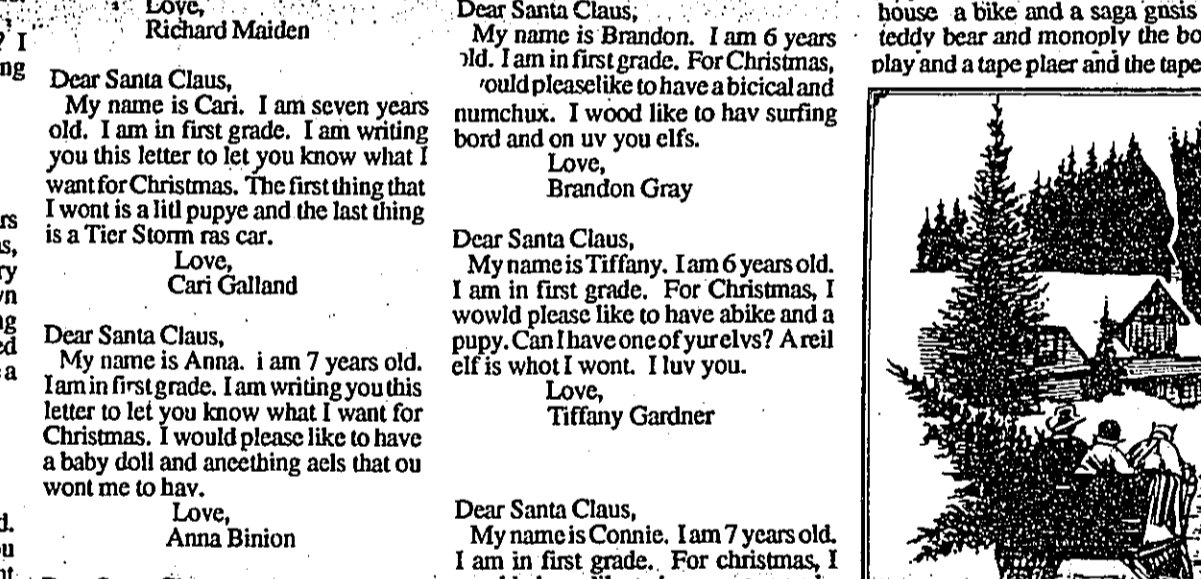 ? I
ng
rs
s,
ry
wn
ng
ed
a
d.
ou
Love,
Richard Maiden
Dear Santa Claus,
My name is Cari. I am seven years
old. I am in first grade. I am writing
you this letter to let you know what I
want for Christmas. The first thing that
I wont is a litl pupye and the last thing
is a Tier Storm ras car.
Love,
Cari Galland
Dear Santa Claus,
My name is Anna. i am 7 years old.
I am in first grade. I am writing you this
letter to let you know what I want for
Christmas. I would please like to have
a baby doll and aneething aels that ou
wont me to hav.
Love,
Anna Binion
Dear Santa Claus,
My name is Brandon. I am 6 years
old. I am in first grade. For Christmas,
would pleaselike to have a bicical and
numchux. I wood like to hav surfing
bord and on uv you elfs.
Love,
Brandon Gray
Dear Santa Claus,
My name is Tiffany. I am 6 years old.
I am in first grade. For Christmas, I
wowld please like to have abike and a
pupy. Can I have one of yur elvs? A reil
elf is whot I wont. I luv you.
Love,
Tiffany Gardner
Dear Santa Claus,
My name is Connie. I am 7 years old.
I am in first grade. For christmas, I
house a bike and a saga gnsis
teddy bear and monoply the bo
play and a tape plaer and the tape